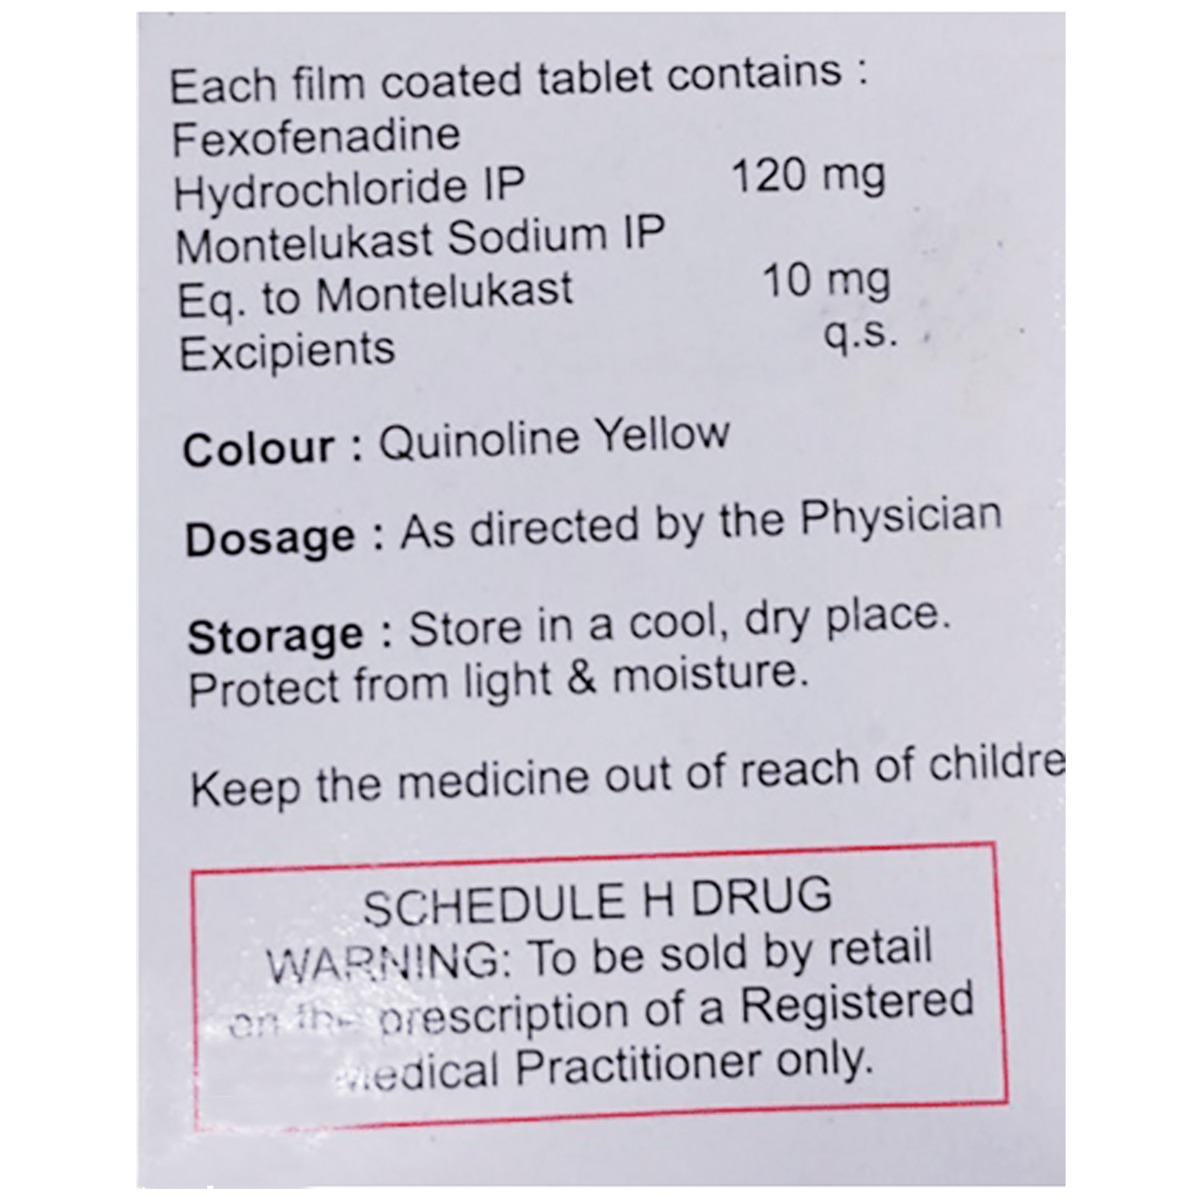 Each film coated tablet contains :
Fexofenadine
Hydrochloride IP 120 mg
Montelukast Sodium IP
Eq. to Montelukast 10 mg
Excipients q.s.
Colour : Quinoline Yellow
Dosage : As directed by the Physician
Storage : Store in a cool, dry place.
Protect from light & moisture.
Keep the medicine out of reach of childre
SCHEDULE H DRUG
WARNING: To be sold by retail
on the prescription of a Registered
Medical Practitioner only.